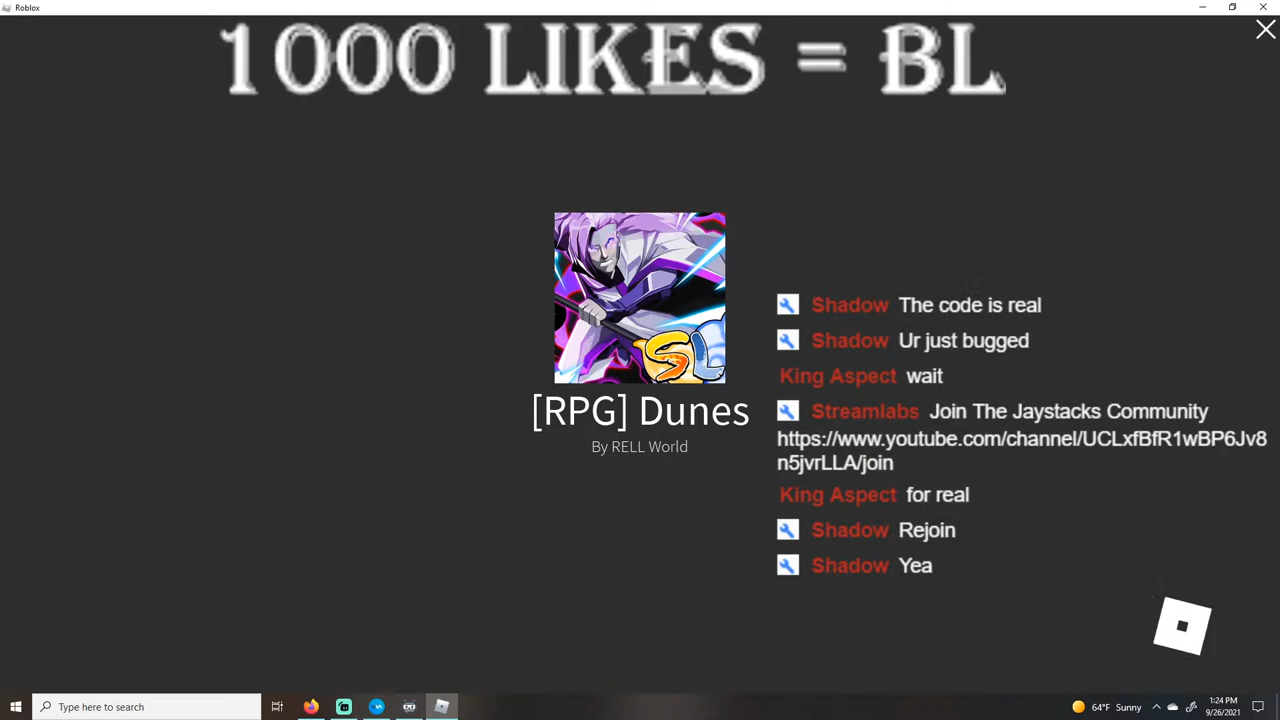 Roblox
1000 LIKES = BL
SL
[RPG] Dunes
By RELL World
Shadow The code is real
Shadow Ur just bugged
King Aspect wait
Streamlabs Join The Jaystacks Community
https://www.youtube.com/channel/UCLxfBfR1wBP6Jv8
n5jvrLLA/join
King Aspect for real
Shadow Rejoin
Shadow Yea
Type here to search
64°F Sunny
1:24 PM
9/26/2021